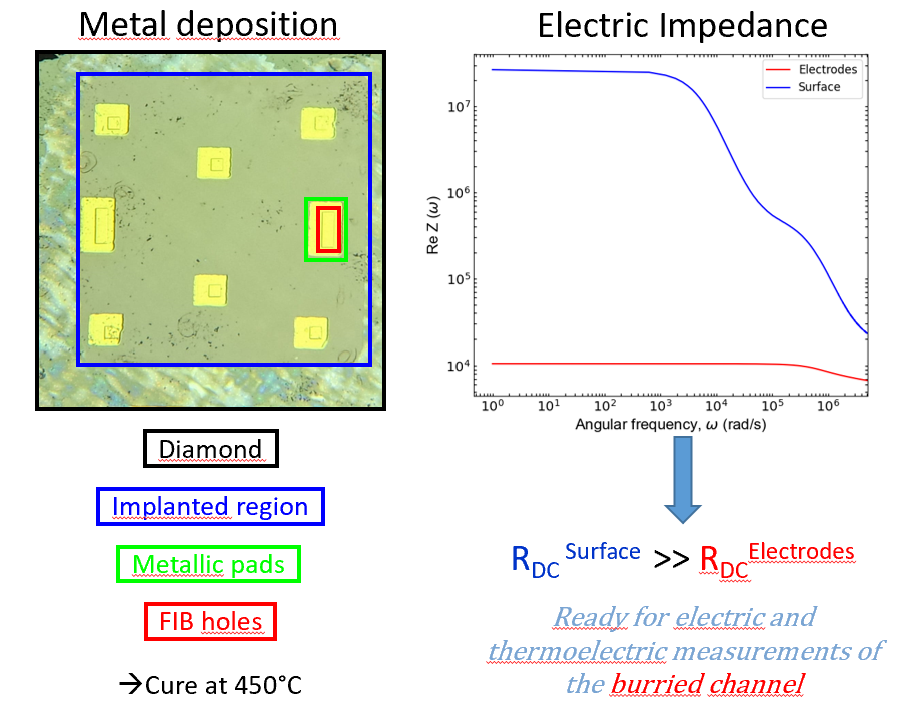 Metal deposition
Diamond
Implanted region
Metallic pads
FIB holes
→Cure at 450°C
Electric Impedance
Electrodes
Surface
Re Z (ω)
10⁷
10⁶
10⁵
10⁴
10⁰ 10¹ 10² 10³ 10⁴ 10⁵ 10⁶
Angular frequency, ω (rad/s)
R_DC^Surface >> R_DC^Electrodes
Ready for electric and
thermoelectric measurements of
the burried channel